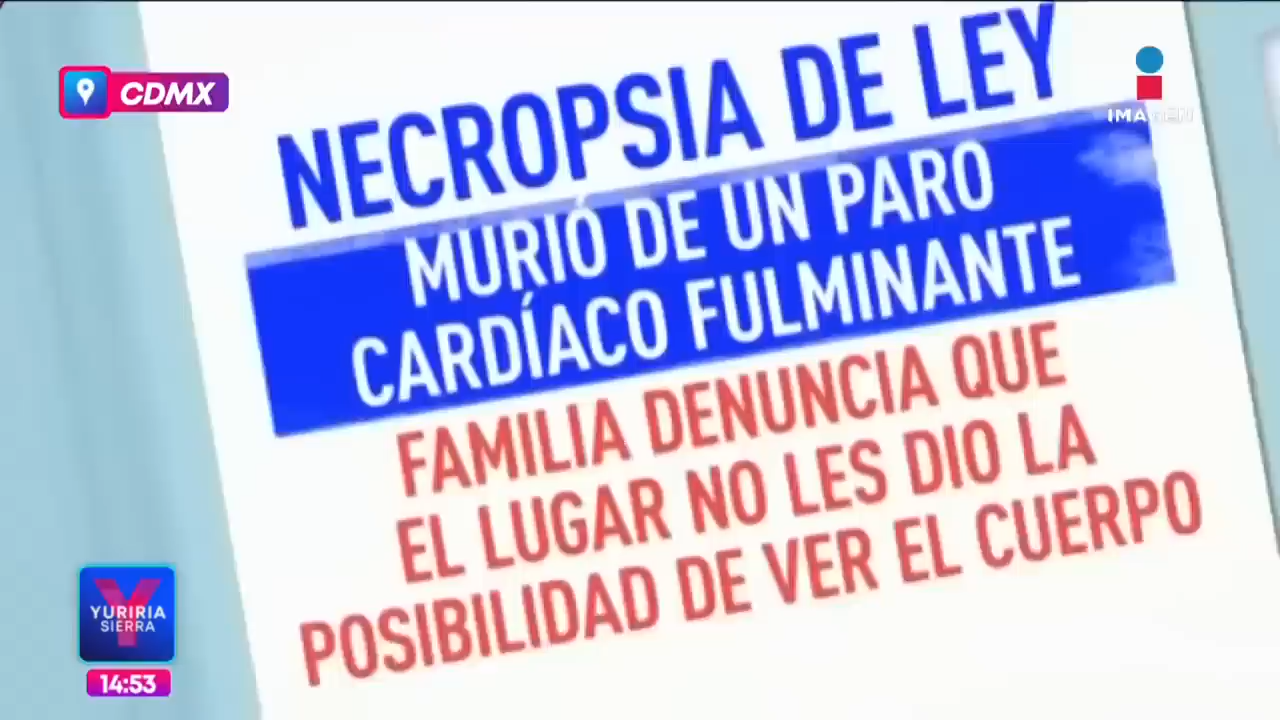 CDMX
IMAGEN
NECROPSIA DE LEY
MURIÓ DE UN PARO
CARDÍACO FULMINANTE
FAMILIA DENUNCIA QUE
EL LUGAR NO LES DIO LA
POSIBILIDAD DE VER EL CUERPO
Y
YURIRIA
SIERRA
14:53